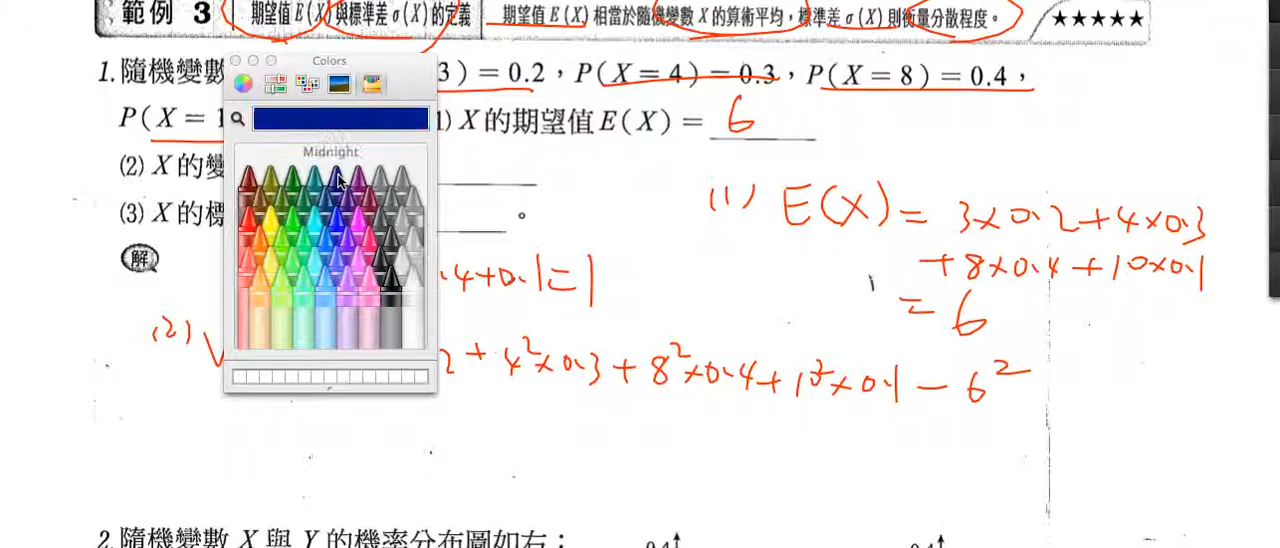 範例 3 期望值 E(X) 與標準差 σ(X) 的定義 期望值 E(X) 相當於隨機變數 X 的算術平均，標準差 σ(X) 則衡量分散程度。 ★★★★★
Colors
1.隨機變數 3)=0.2，P(X=4)=0.3，P(X=8)=0.4，
P(X=1 1) X 的期望值 E(X)= 6
Midnight
(2) X 的變
(3) X 的標 。
(1) E(X)= 3×0.2+4×0.3
+8×0.4+10×0.1
=6
解
.4+0.1=1
(2) 2+4²×0.3+8²×0.4+10²×0.1-6²
2.隨機變數 X 與 Y 的機率分布圖如右：
0.4 0.4